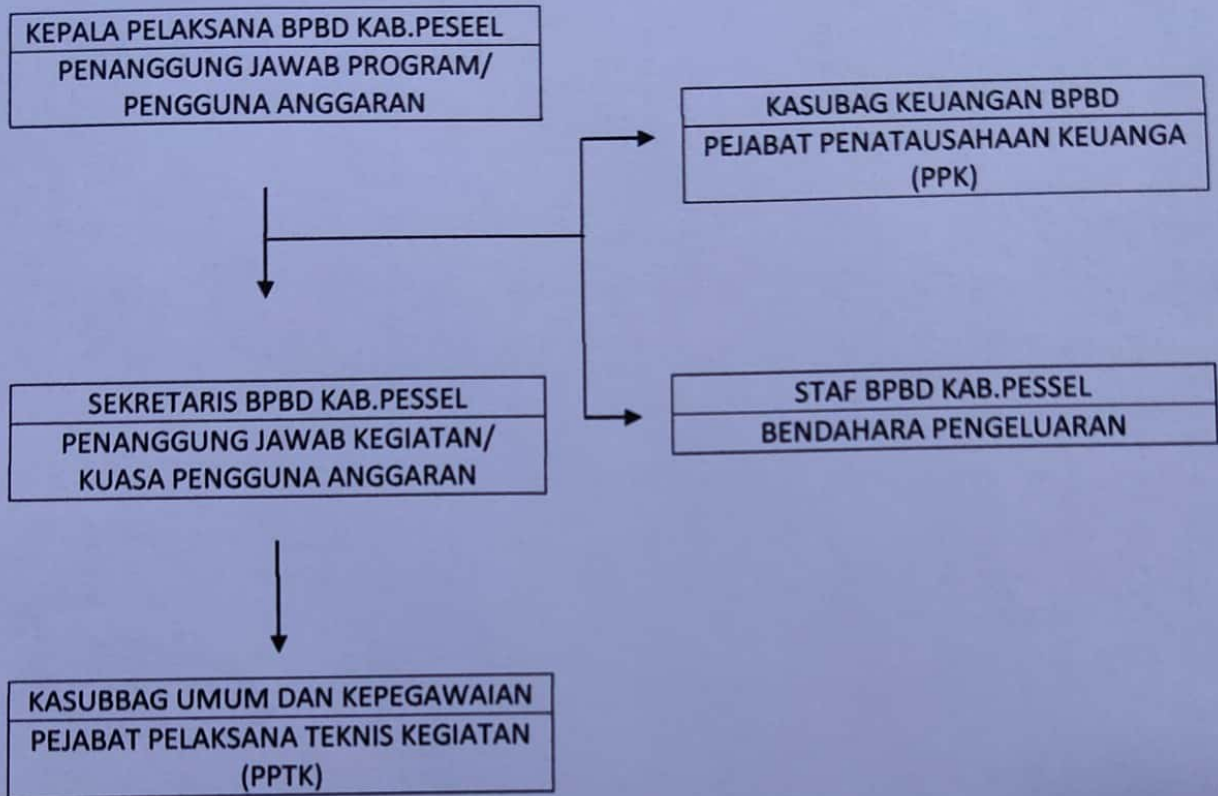 KEPALA PELAKSANA BPBD KAB.PESEEL
PENANGGUNG JAWAB PROGRAM/
PENGGUNA ANGGARAN
KASUBAG KEUANGAN BPBD
PEJABAT PENATAUSAHAAN KEUANGA
(PPK)
SEKRETARIS BPBD KAB.PESSEL
PENANGGUNG JAWAB KEGIATAN/
KUASA PENGGUNA ANGGARAN
STAF BPBD KAB.PESSEL
BENDAHARA PENGELUARAN
KASUBBAG UMUM DAN KEPEGAWAIAN
PEJABAT PELAKSANA TEKNIS KEGIATAN
(PPTK)